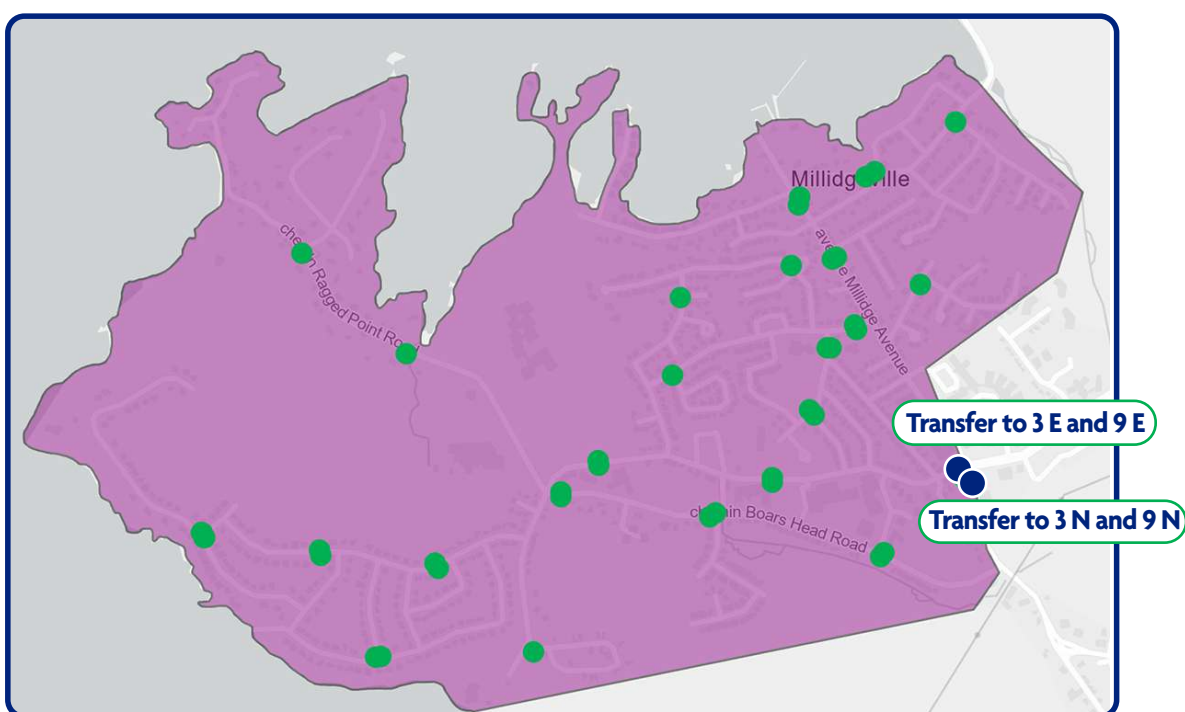 Millidgeville
chemin Ragged Point Road
avenue Millidge Avenue
Transfer to 3 E and 9 E
Transfer to 3 N and 9 N
chemin Boars Head Road